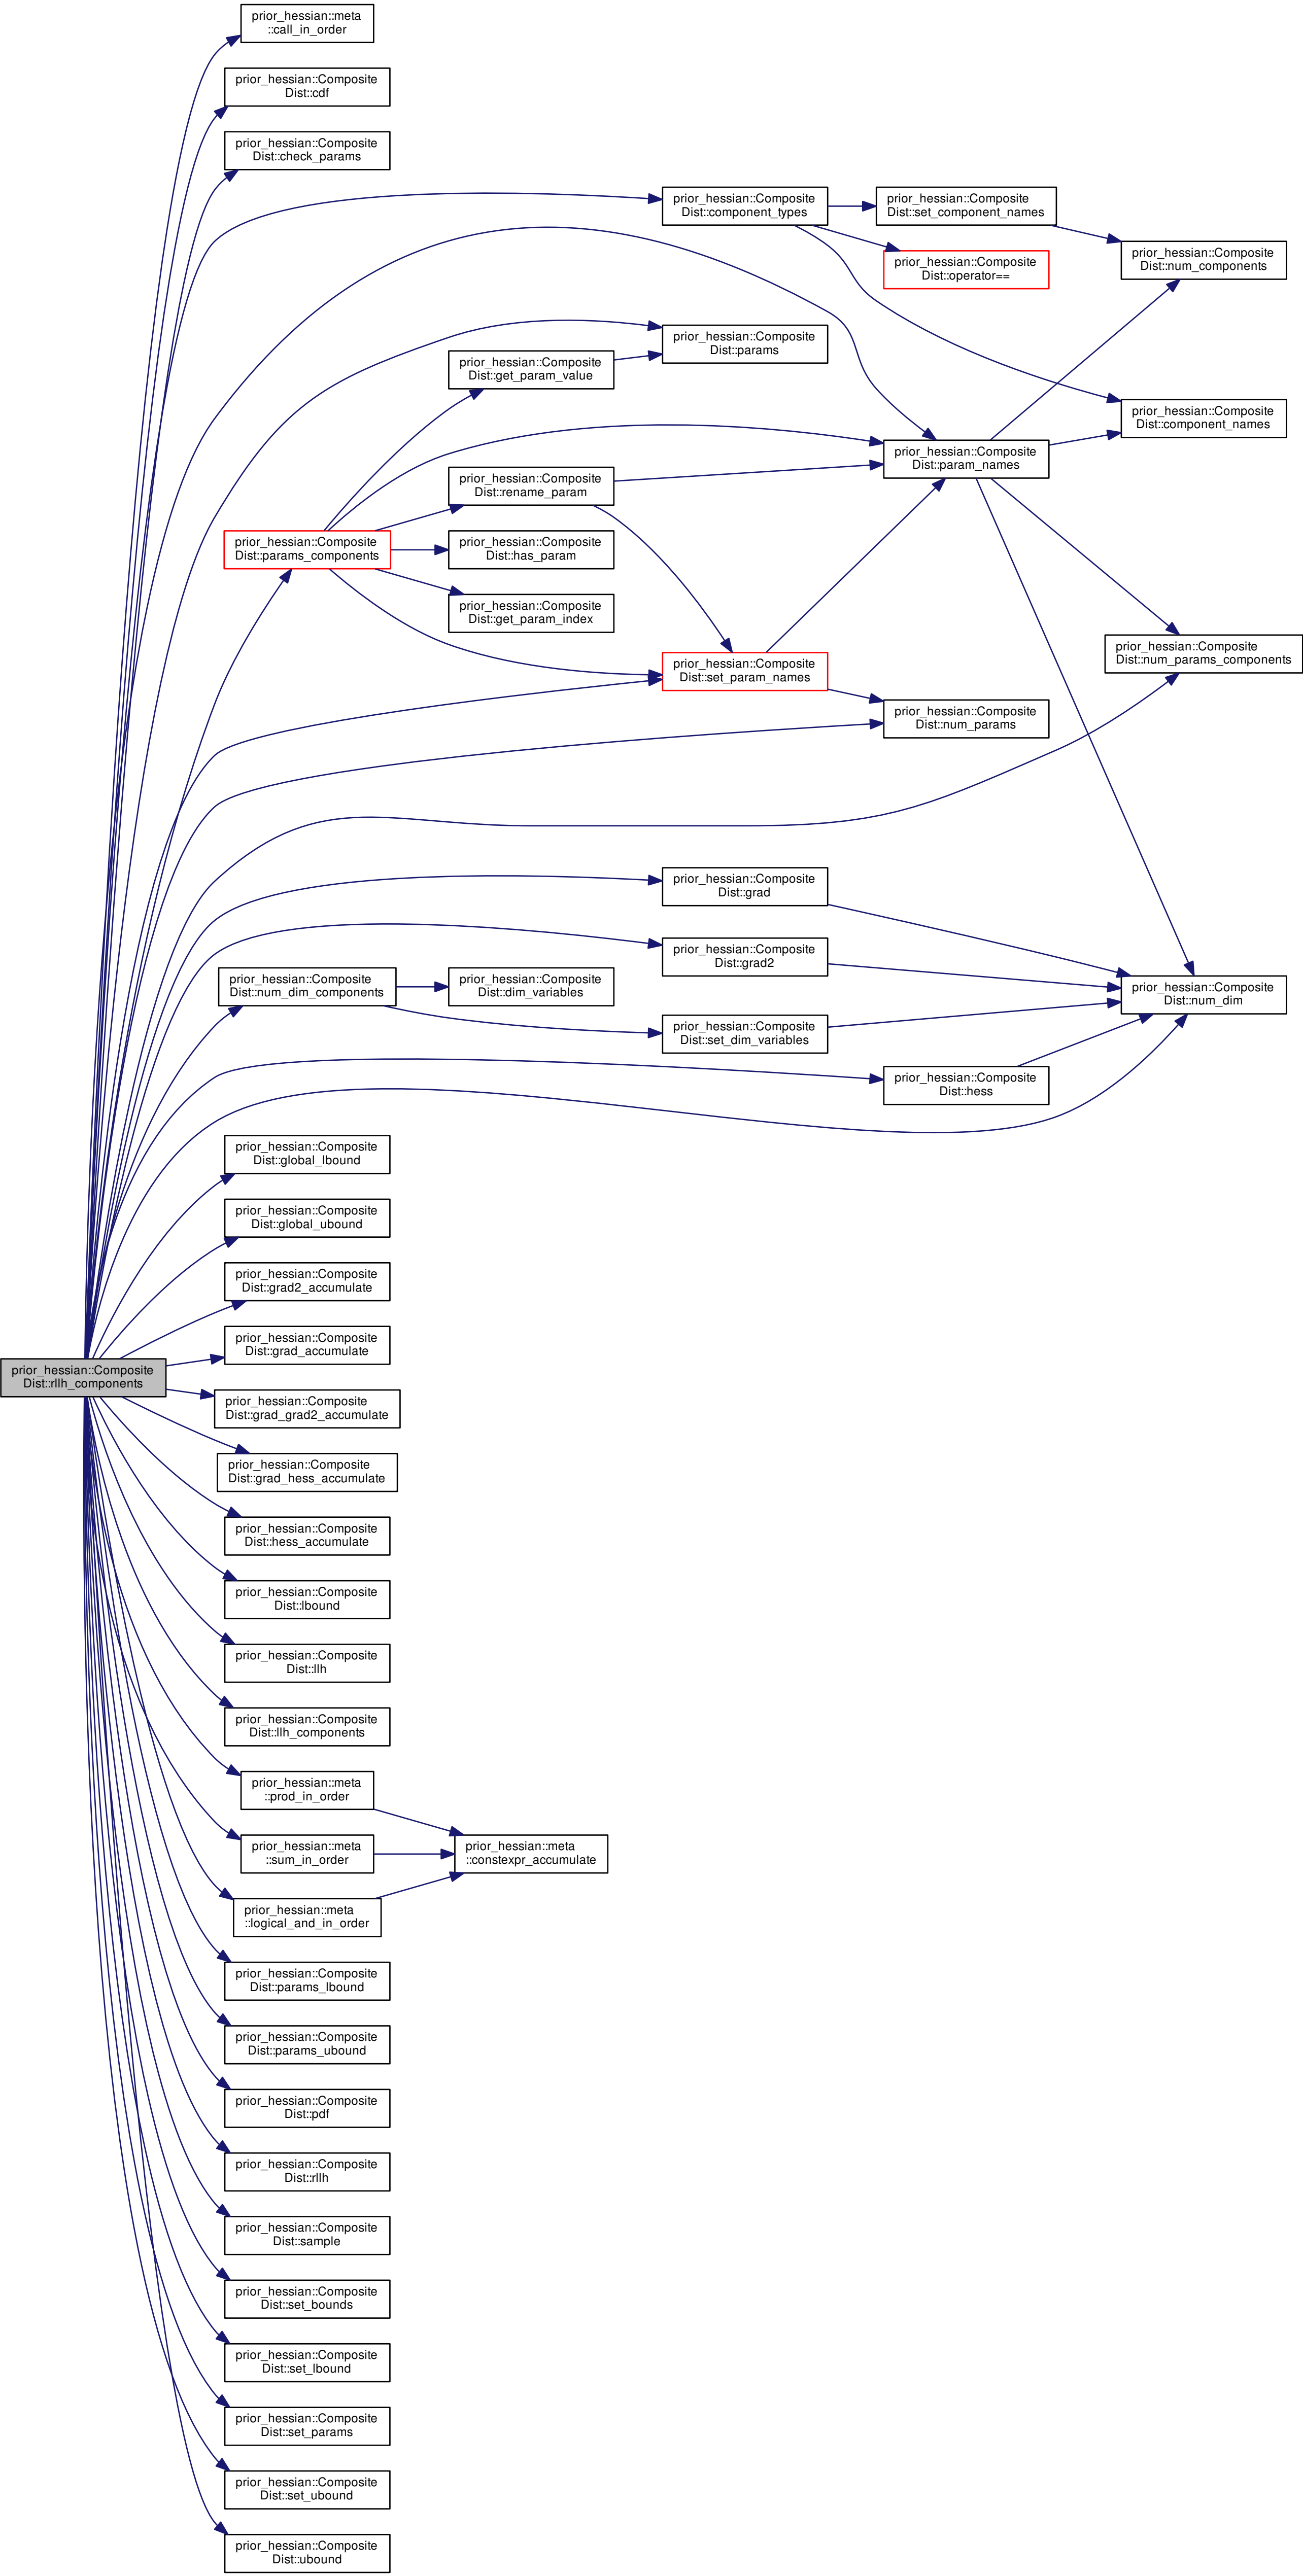 prior_hessian::meta
::call_in_order
prior_hessian::Composite
Dist::cdf
prior_hessian::Composite
Dist::check_params
prior_hessian::Composite
Dist::component_types
prior_hessian::Composite
Dist::set_component_names
prior_hessian::Composite
Dist::num_components
prior_hessian::Composite
Dist::operator==
prior_hessian::Composite
Dist::params
prior_hessian::Composite
Dist::get_param_value
prior_hessian::Composite
Dist::component_names
prior_hessian::Composite
Dist::param_names
prior_hessian::Composite
Dist::rename_param
prior_hessian::Composite
Dist::params_components
prior_hessian::Composite
Dist::has_param
prior_hessian::Composite
Dist::get_param_index
prior_hessian::Composite
Dist::num_params_components
prior_hessian::Composite
Dist::set_param_names
prior_hessian::Composite
Dist::num_params
prior_hessian::Composite
Dist::grad
prior_hessian::Composite
Dist::grad2
prior_hessian::Composite
Dist::num_dim_components
prior_hessian::Composite
Dist::dim_variables
prior_hessian::Composite
Dist::num_dim
prior_hessian::Composite
Dist::set_dim_variables
prior_hessian::Composite
Dist::hess
prior_hessian::Composite
Dist::global_lbound
prior_hessian::Composite
Dist::global_ubound
prior_hessian::Composite
Dist::grad2_accumulate
prior_hessian::Composite
Dist::grad_accumulate
prior_hessian::Composite
Dist::rllh_components
prior_hessian::Composite
Dist::grad_grad2_accumulate
prior_hessian::Composite
Dist::grad_hess_accumulate
prior_hessian::Composite
Dist::hess_accumulate
prior_hessian::Composite
Dist::lbound
prior_hessian::Composite
Dist::llh
prior_hessian::Composite
Dist::llh_components
prior_hessian::meta
::prod_in_order
prior_hessian::meta
::sum_in_order
prior_hessian::meta
::constexpr_accumulate
prior_hessian::meta
::logical_and_in_order
prior_hessian::Composite
Dist::params_lbound
prior_hessian::Composite
Dist::params_ubound
prior_hessian::Composite
Dist::pdf
prior_hessian::Composite
Dist::rllh
prior_hessian::Composite
Dist::sample
prior_hessian::Composite
Dist::set_bounds
prior_hessian::Composite
Dist::set_lbound
prior_hessian::Composite
Dist::set_params
prior_hessian::Composite
Dist::set_ubound
prior_hessian::Composite
Dist::ubound